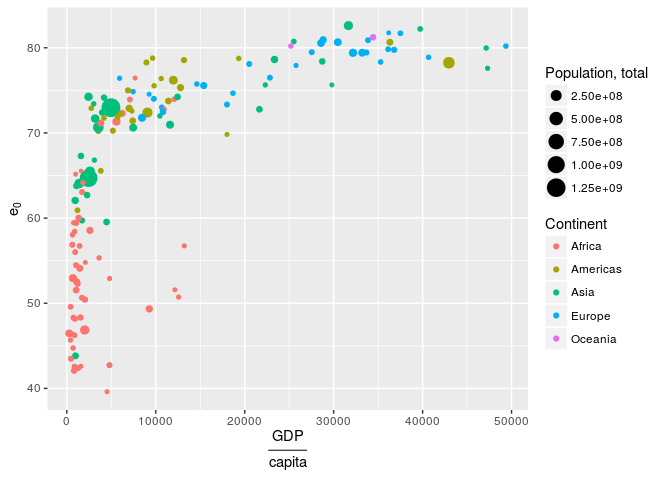 80
70
60
50
40
e0
0
10000
20000
30000
40000
50000
GDP
capita
Population, total
2.50e+08
5.00e+08
7.50e+08
1.00e+09
1.25e+09
Continent
Africa
Americas
Asia
Europe
Oceania